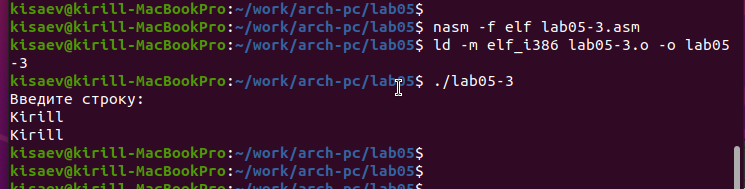 kisaev@kirill-MacBookPro:~/work/arch-pc/lab05$
kisaev@kirill-MacBookPro:~/work/arch-pc/lab05$ nasm -f elf lab05-3.asm
kisaev@kirill-MacBookPro:~/work/arch-pc/lab05$ ld -m elf_i386 lab05-3.o -o lab05
-3
kisaev@kirill-MacBookPro:~/work/arch-pc/lab05$ ./lab05-3
Введите строку:
Kirill
Kirill
kisaev@kirill-MacBookPro:~/work/arch-pc/lab05$
kisaev@kirill-MacBookPro:~/work/arch-pc/lab05$
kisaev@kirill-MacBookPro:~/work/arch-pc/lab05$